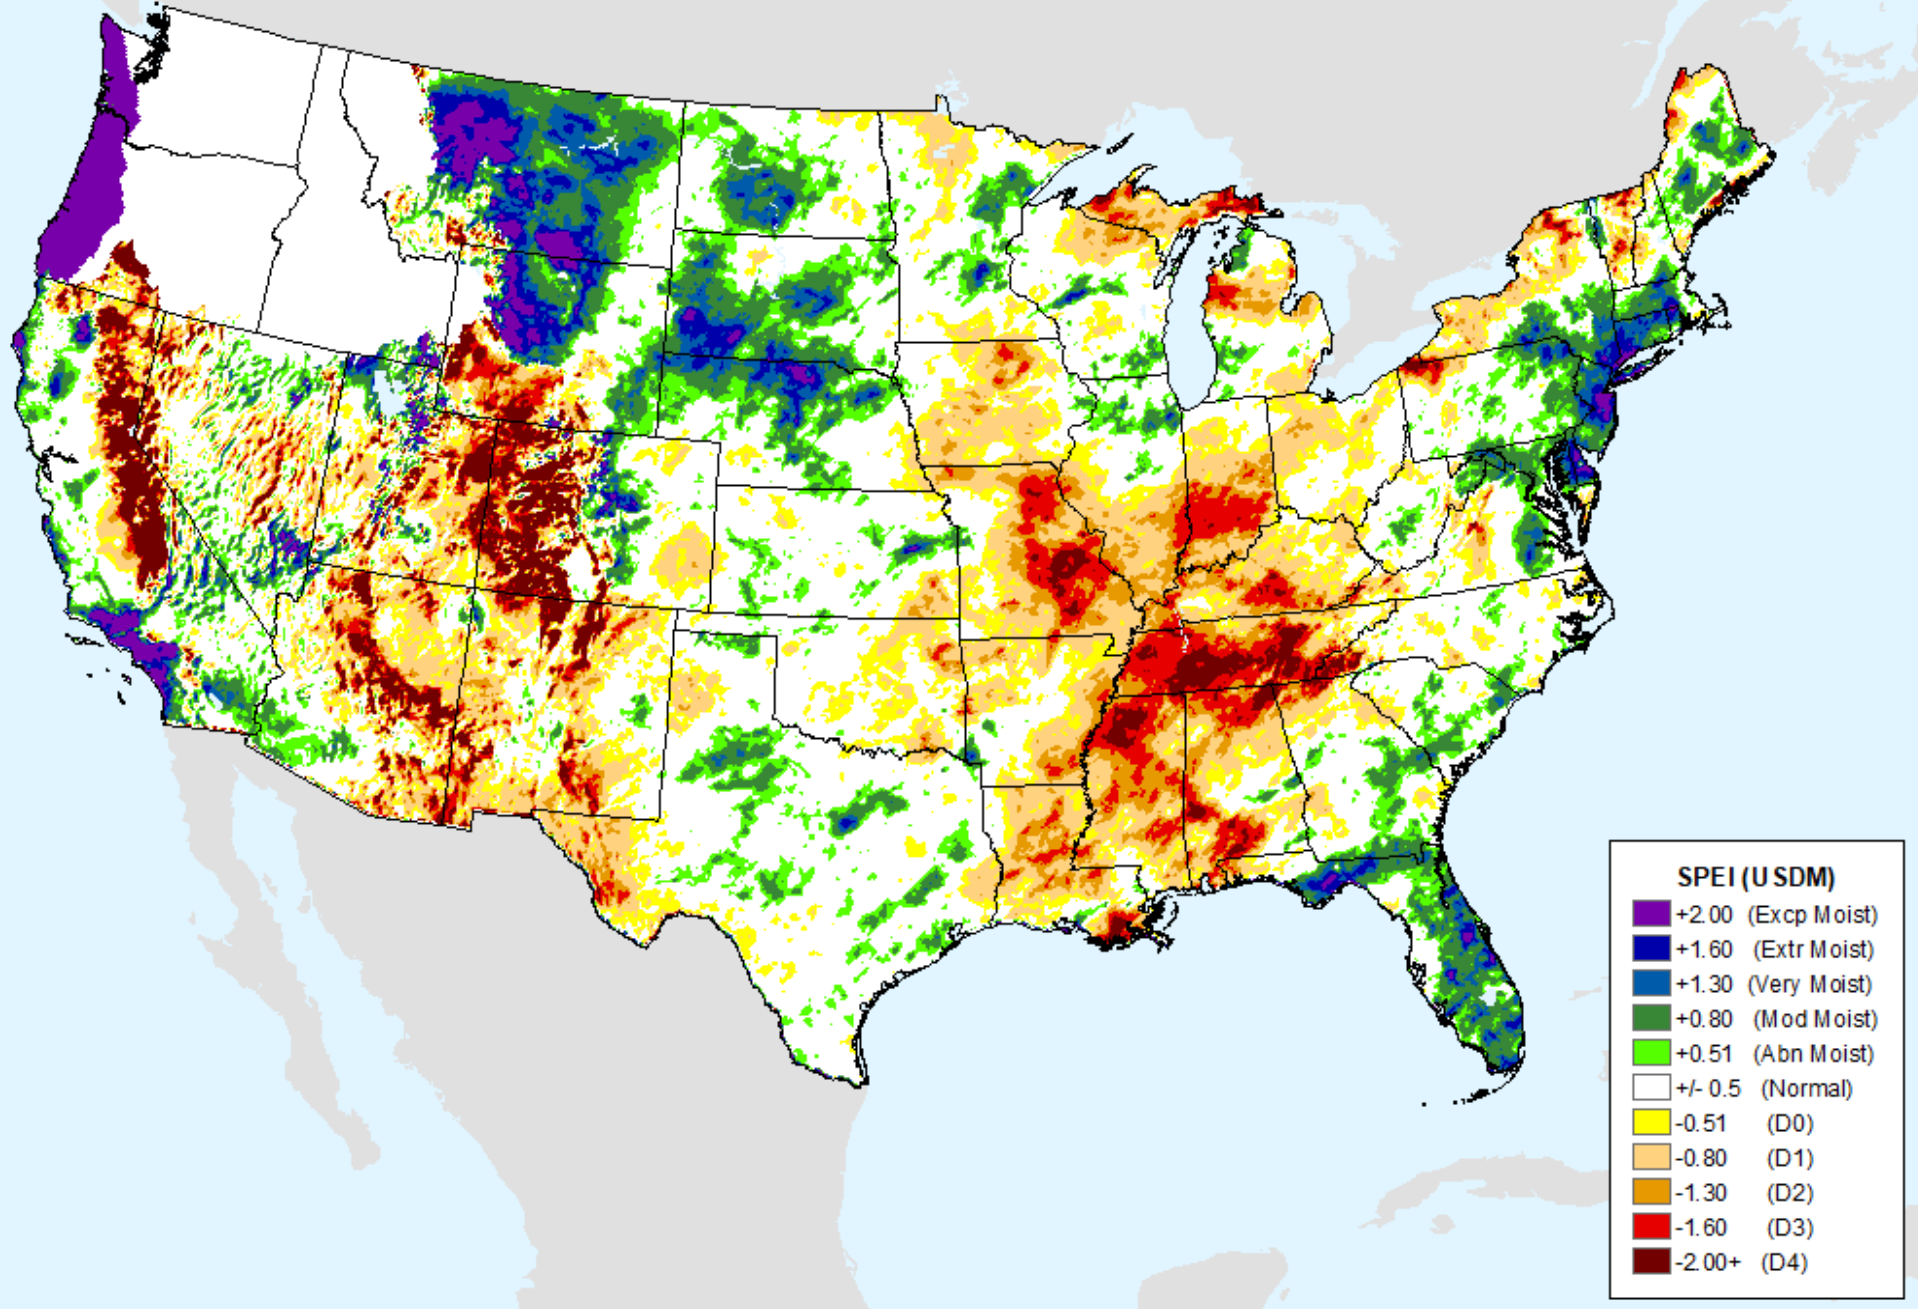 SPEI (USDM)
+2.00 (Excp Moist)
+1.60 (Extr Moist)
+1.30 (Very Moist)
+0.80 (Mod Moist)
+0.51 (Abn Moist)
+/- 0.5 (Normal)
-0.51 (D0)
-0.80 (D1)
-1.30 (D2)
-1.60 (D3)
-2.00+ (D4)